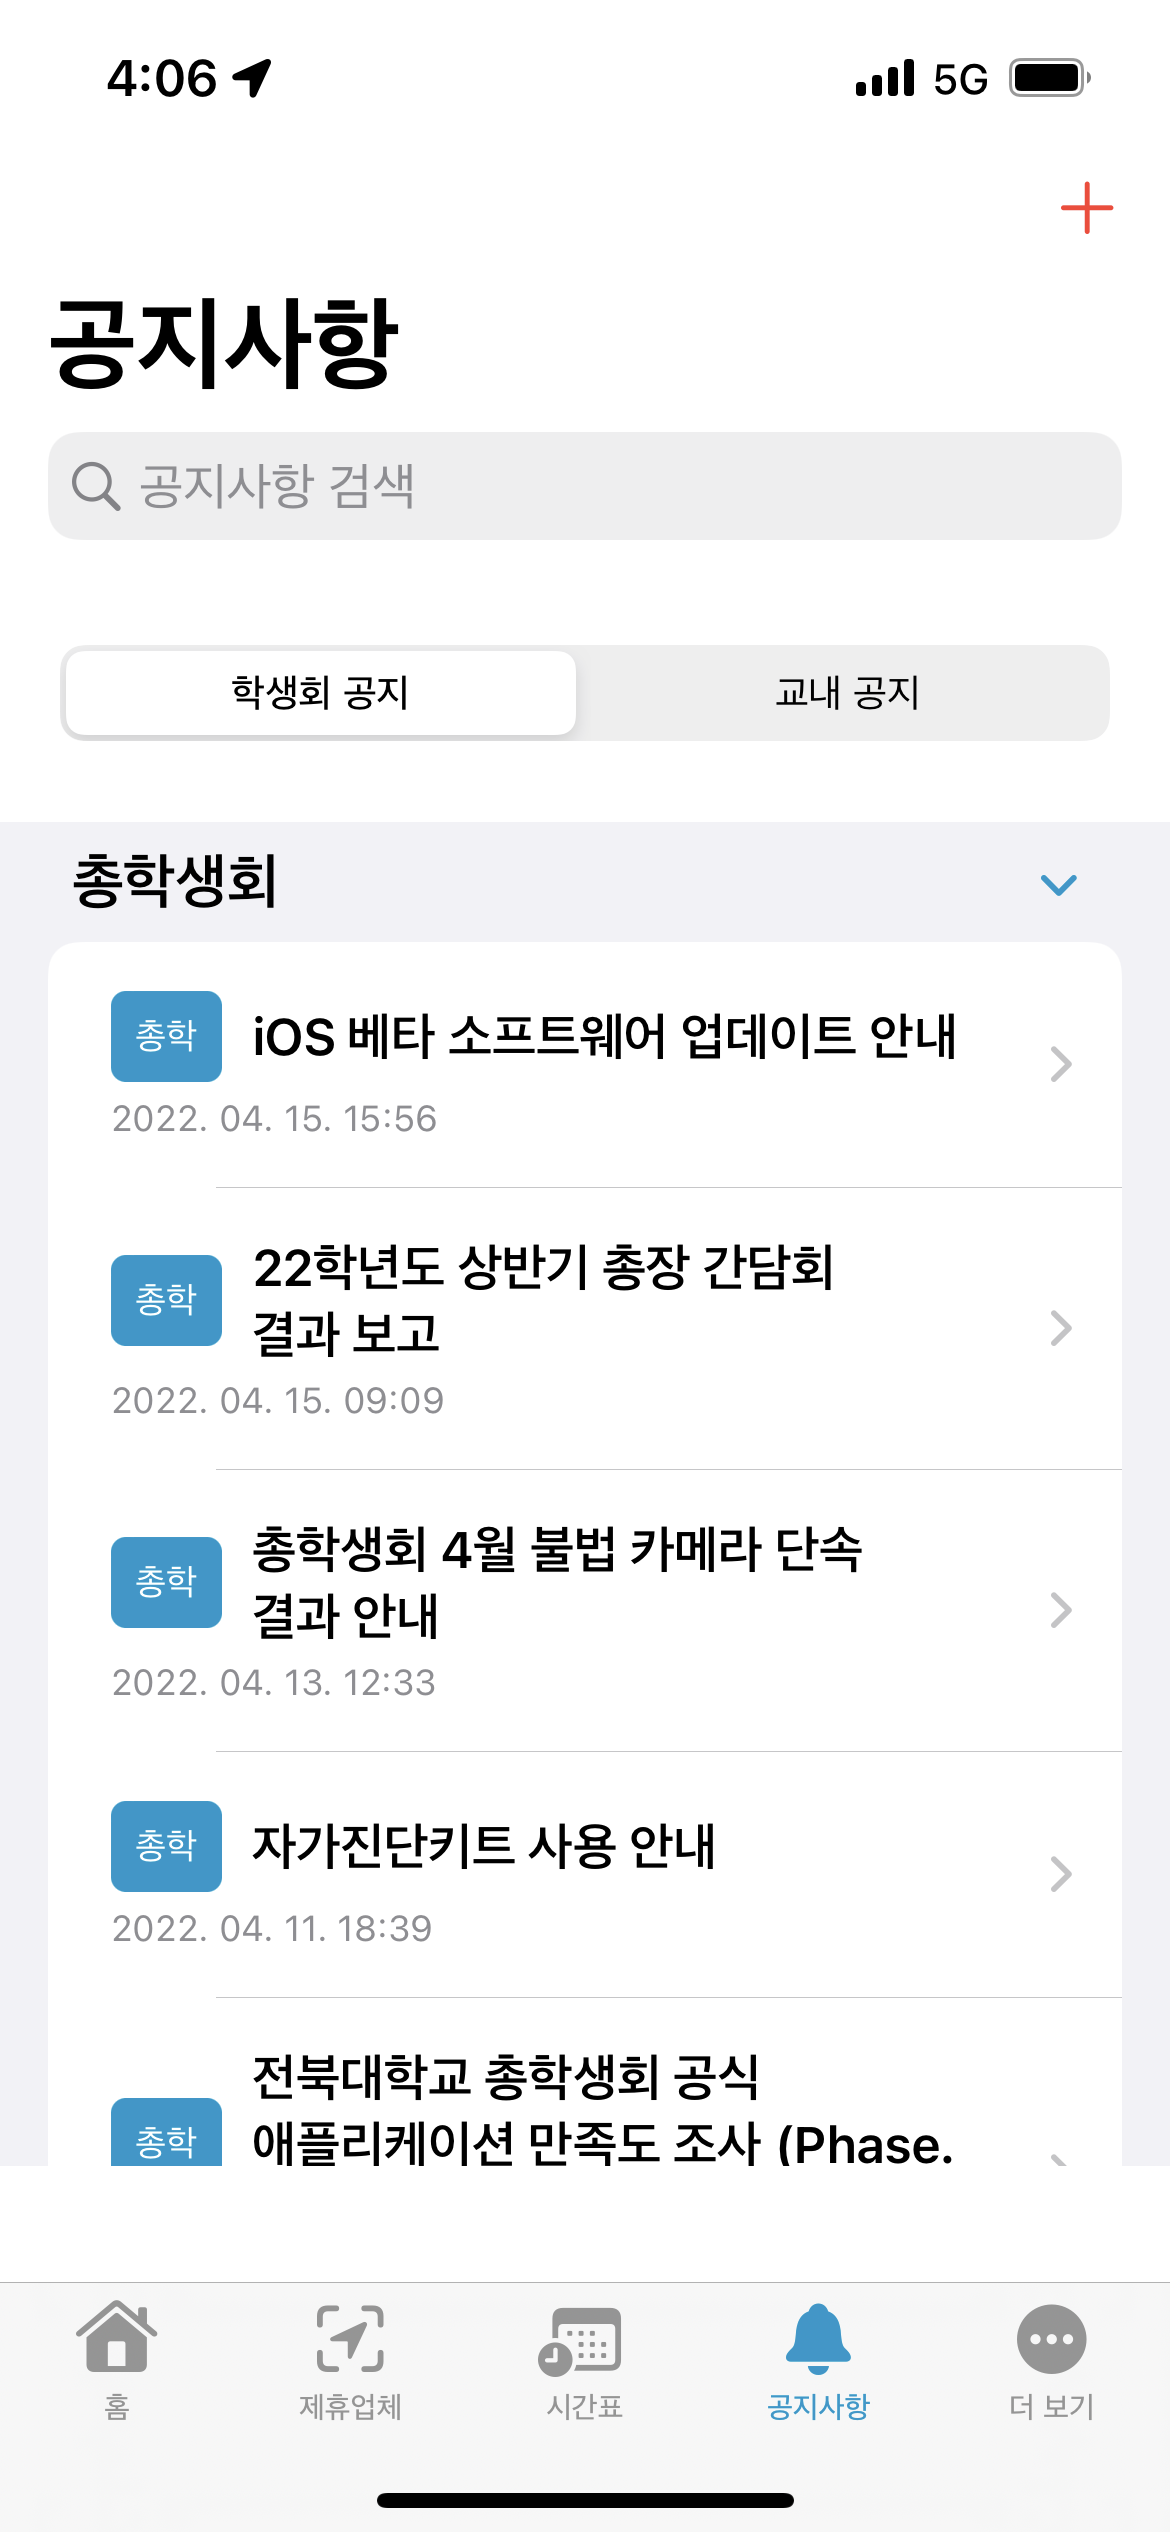 4:06
5G
공지사항
공지사항 검색
학생회 공지
교내 공지
총학생회
총학
iOS 베타 소프트웨어 업데이트 안내
2022. 04. 15. 15:56
총학
22학년도 상반기 총장 간담회
결과 보고
2022. 04. 15. 09:09
총학
총학생회 4월 불법 카메라 단속
결과 안내
2022. 04. 13. 12:33
총학
자가진단키트 사용 안내
2022. 04. 11. 18:39
총학
전북대학교 총학생회 공식
애플리케이션 만족도 조사 (Phase.
홈
제휴업체
시간표
공지사항
더 보기